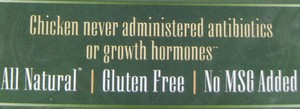 Chicken never administered antibiotics
or growth hormones**
All Natural* | Gluten Free | No MSG Added